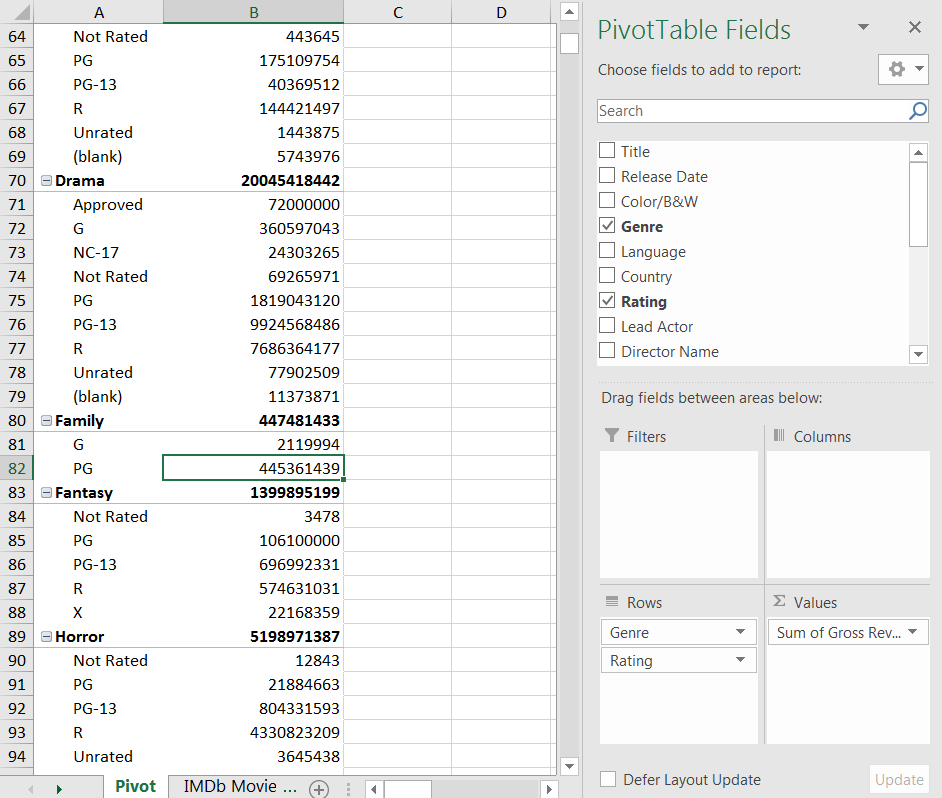 A B C D
64 Not Rated 443645
65 PG 175109754
66 PG-13 40369512
67 R 144421497
68 Unrated 1443875
69 (blank) 5743976
70 Drama 20045418442
71 Approved 72000000
72 G 360597043
73 NC-17 24303265
74 Not Rated 69265971
75 PG 1819043120
76 PG-13 9924568486
77 R 7686364177
78 Unrated 77902509
79 (blank) 11373871
80 Family 447481433
81 G 2119994
82 PG 445361439
83 Fantasy 1399895199
84 Not Rated 3478
85 PG 106100000
86 PG-13 696992331
87 R 574631031
88 X 22168359
89 Horror 5198971387
90 Not Rated 12843
91 PG 21884663
92 PG-13 804331593
93 R 4330823209
94 Unrated 3645438
Pivot IMDb Movie ...
PivotTable Fields
Choose fields to add to report:
Search
Title
Release Date
Color/B&W
Genre
Language
Country
Rating
Lead Actor
Director Name
Drag fields between areas below:
Filters Columns
Rows Σ Values
Genre Sum of Gross Rev...
Rating
Defer Layout Update Update